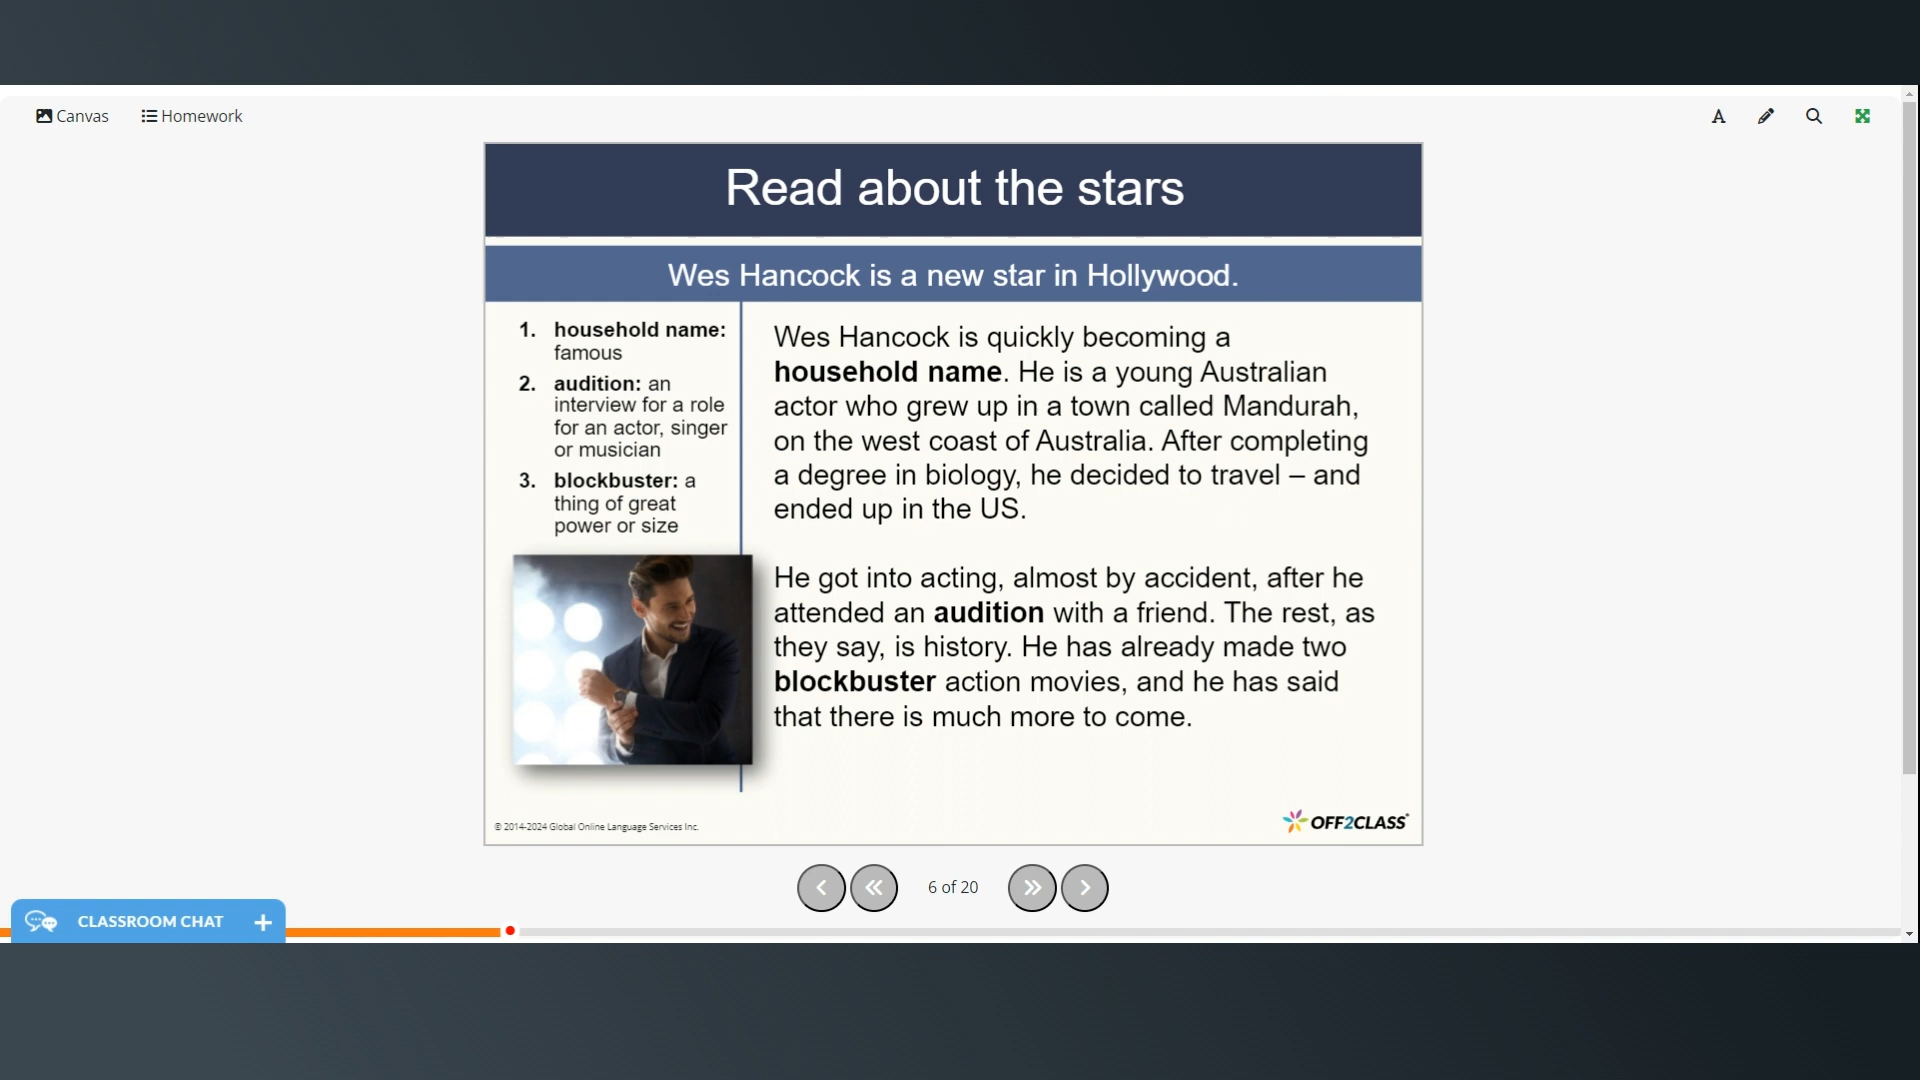 Canvas
Homework
A
Read about the stars
Wes Hancock is a new star in Hollywood.
1. household name:
famous
2. audition: an
interview for a role
for an actor, singer
or musician
3. blockbuster: a
thing of great
power or size
Wes Hancock is quickly becoming a
household name. He is a young Australian
actor who grew up in a town called Mandurah,
on the west coast of Australia. After completing
a degree in biology, he decided to travel – and
ended up in the US.
He got into acting, almost by accident, after he
attended an audition with a friend. The rest, as
they say, is history. He has already made two
blockbuster action movies, and he has said
that there is much more to come.
© 2014-2024 Global Online Language Services Inc.
OFF2CLASS®
6 of 20
CLASSROOM CHAT +